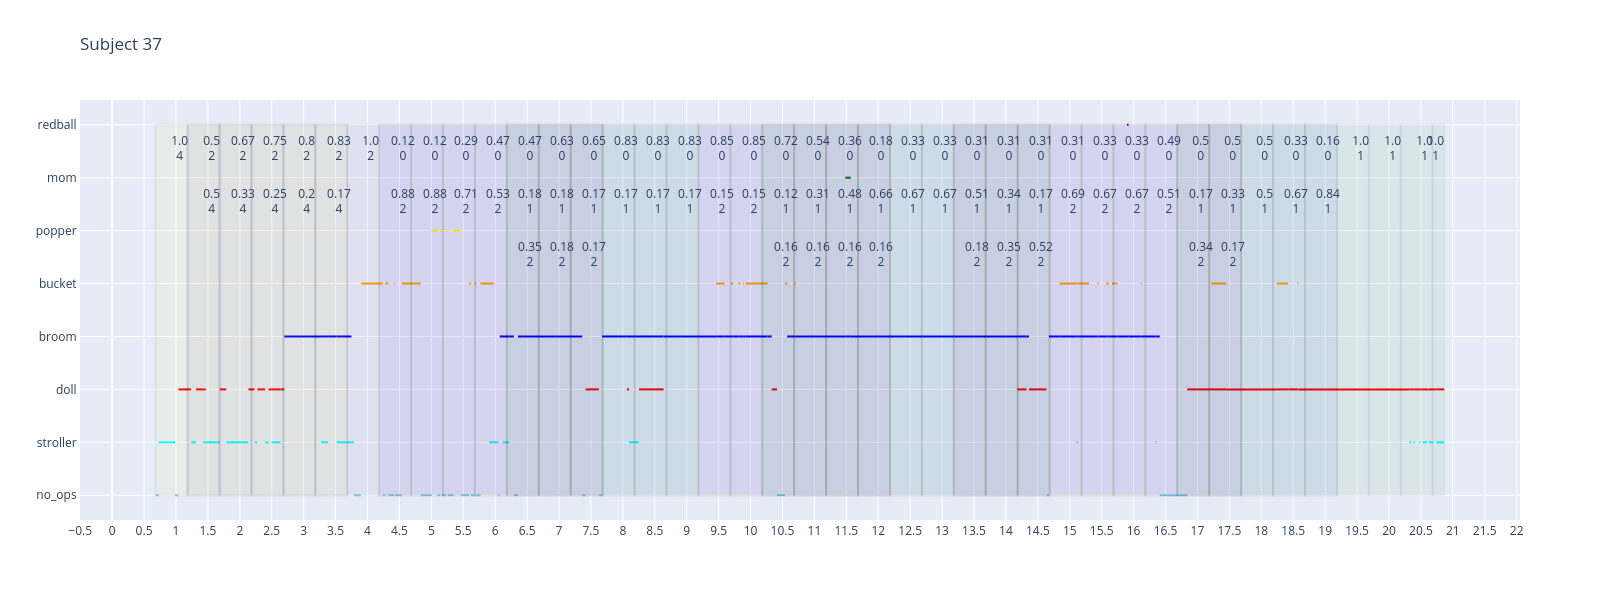 Subject 37
redball
1.0 0.5 0.67 0.75 0.8 0.83 1.0 0.12 0.12 0.29 0.47 0.47 0.63 0.65 0.83 0.83 0.83 0.85 0.85 0.72 0.54 0.36 0.18 0.33 0.33 0.31 0.31 0.31 0.31 0.33 0.33 0.49 0.5 0.5 0.5 0.33 0.16 1.0 1.0 1.0 1.0
4 2 2 2 2 2 2 0 0 0 0 0 0 0 0 0 0 0 0 0 0 0 0 0 0 0 0 0 0 0 0 0 0 0 0 0 0 1 1 1 1
mom
0.5 0.33 0.25 0.2 0.17 0.88 0.88 0.71 0.53 0.18 0.18 0.17 0.17 0.17 0.17 0.15 0.15 0.12 0.31 0.48 0.66 0.67 0.67 0.51 0.34 0.17 0.69 0.67 0.67 0.51 0.17 0.33 0.5 0.67 0.84
4 4 4 4 4 2 2 2 2 1 1 1 1 1 1 2 2 1 1 1 1 1 1 1 1 1 2 2 2 2 1 1 1 1 1
popper
0.35 0.18 0.17 0.16 0.16 0.16 0.16 0.18 0.35 0.52 0.34 0.17
2 2 2 2 2 2 2 2 2 2 2 2
bucket
broom
doll
stroller
no_ops
−0.5 0 0.5 1 1.5 2 2.5 3 3.5 4 4.5 5 5.5 6 6.5 7 7.5 8 8.5 9 9.5 10 10.5 11 11.5 12 12.5 13 13.5 14 14.5 15 15.5 16 16.5 17 17.5 18 18.5 19 19.5 20 20.5 21 21.5 22